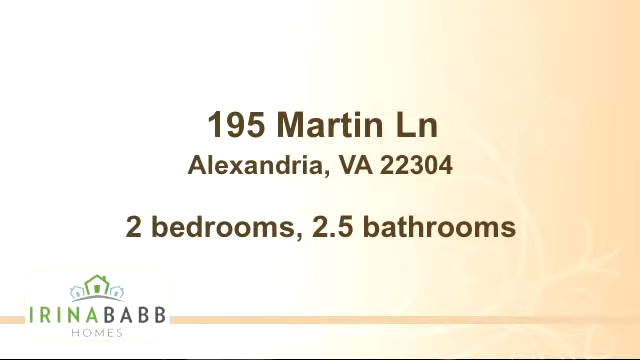 195 Martin Ln
Alexandria, VA 22304
2 bedrooms, 2.5 bathrooms
IRINABABB
HOMES